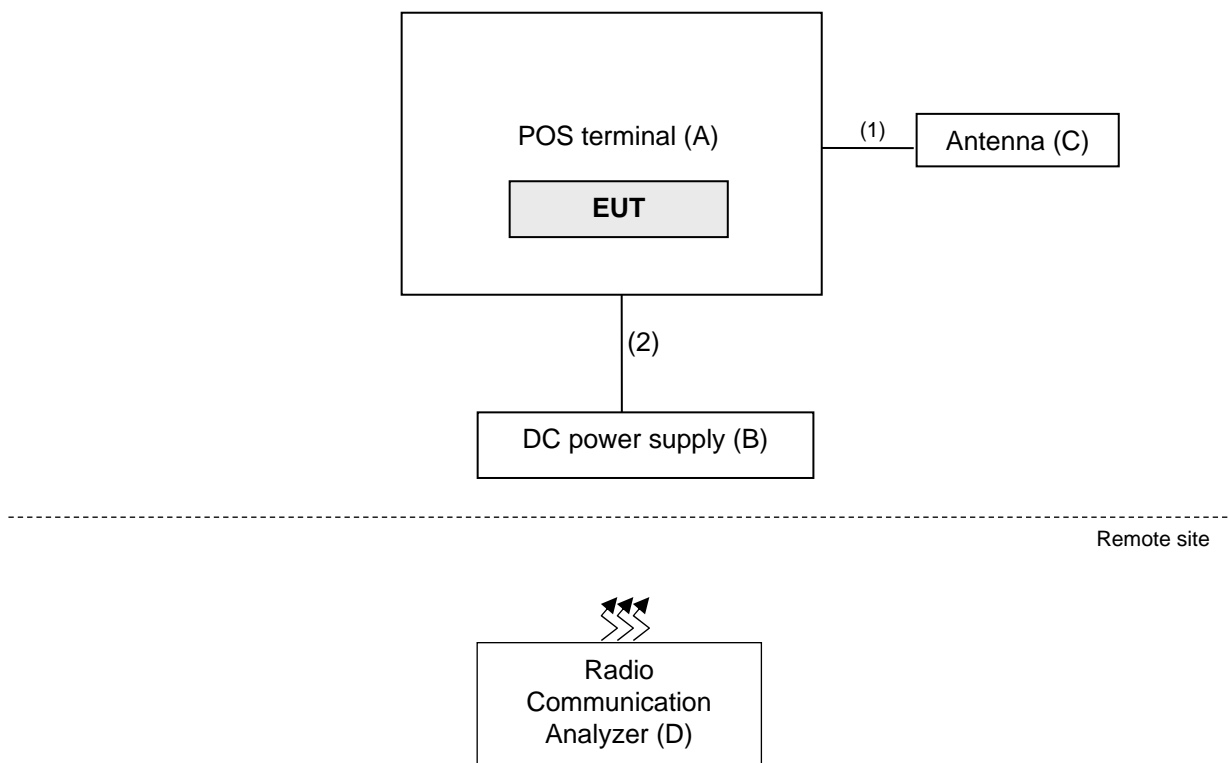 POS terminal (A)
(1)
Antenna (C)
EUT
(2)
DC power supply (B)
Remote site
Radio
Communication
Analyzer (D)